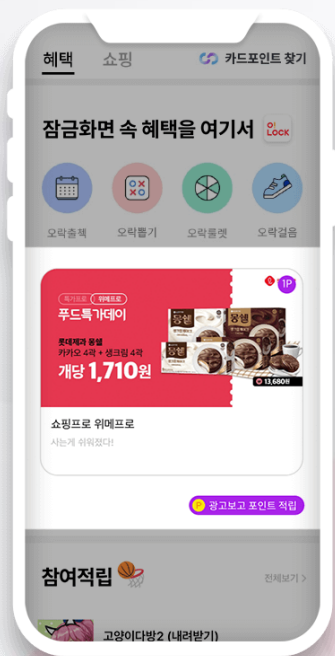 혜택
쇼핑
카드포인트 찾기
잠금화면 속 혜택을 여기서
O!
LOCK
오락출첵
오락뽑기
오락룰렛
오락걸음
1P
특가프로
위메프로
푸드특가데이
롯데제과 몽쉘
카카오 4곽 + 생크림 4곽
개당 1,710원
몽쉘
몽쉘
13,680원
쇼핑프로 위메프로
사는게 쉬워졌다!
P 광고보고 포인트 적립
참여적립
전체보기 >
고양이다방2 (내려받기)